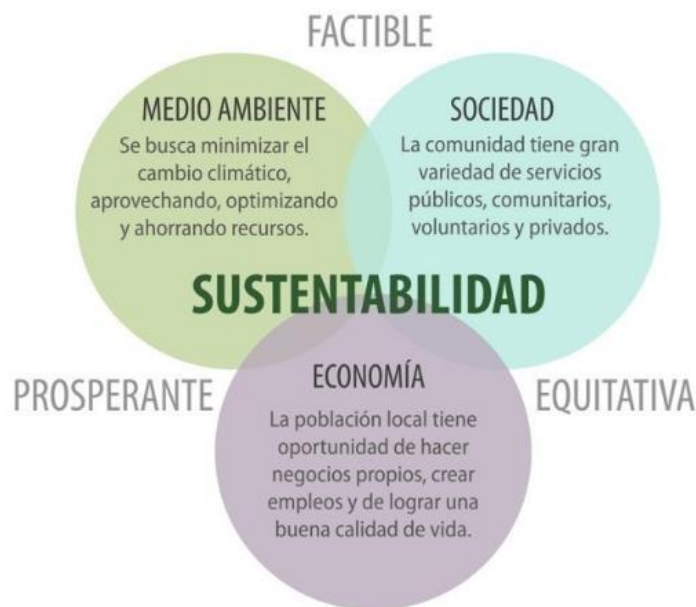 FACTIBLE
MEDIO AMBIENTE
Se busca minimizar el
cambio climático,
aprovechando, optimizando
y ahorrando recursos.
SOCIEDAD
La comunidad tiene gran
variedad de servicios
públicos, comunitarios,
voluntarios y privados.
SUSTENTABILIDAD
PROSPERANTE
ECONOMÍA
La población local tiene
oportunidad de hacer
negocios propios, crear
empleos y de lograr una
buena calidad de vida.
EQUITATIVA